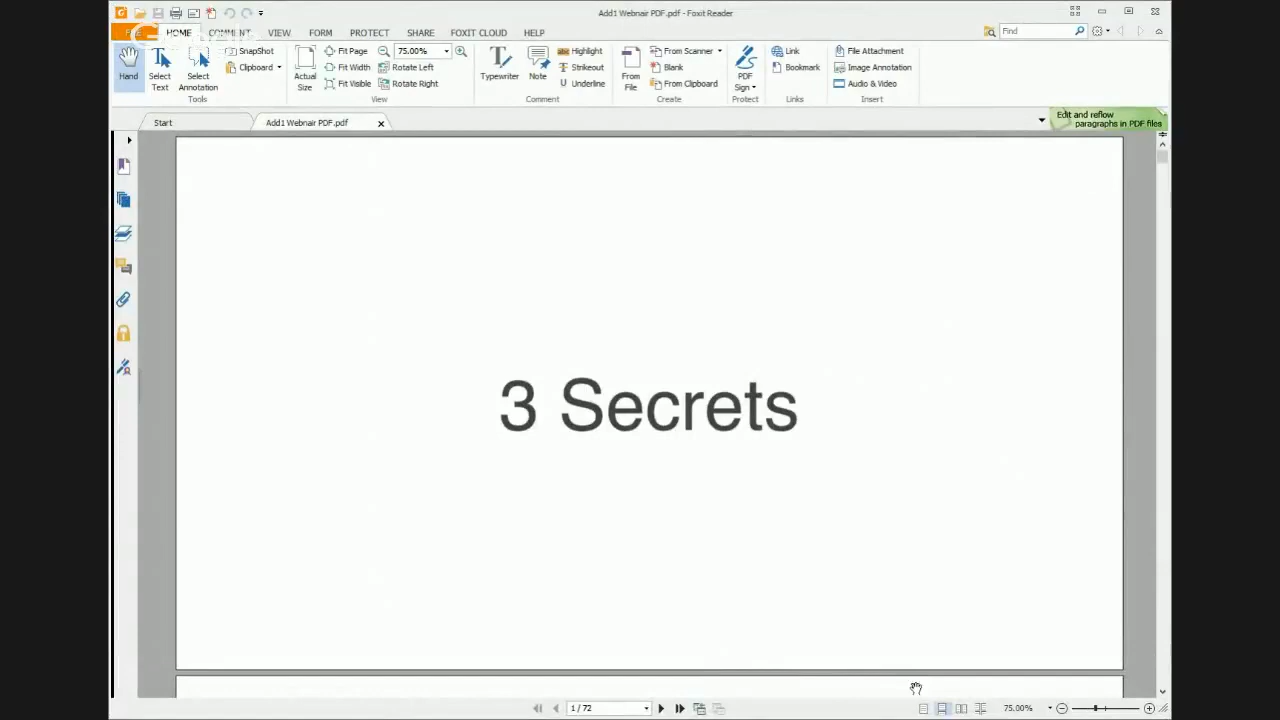 Add1 Webnair PDF.pdf - Foxit Reader
HOME COMMENT VIEW FORM PROTECT SHARE FOXIT CLOUD HELP
Find
Hand
Select Text
Select Annotation
SnapShot
Clipboard
Tools
Actual Size
Fit Page
Fit Width
Fit Visible
75.00%
Rotate Left
Rotate Right
View
Typewriter
Note
Highlight
Strikeout
Underline
Comment
From File
From Scanner
Blank
From Clipboard
Create
PDF Sign
Protect
Link
Bookmark
Links
File Attachment
Image Annotation
Audio & Video
Insert
Start
Add1 Webnair PDF.pdf
Edit and reflow
paragraphs in PDF files
3 Secrets
1 / 72
75.00%